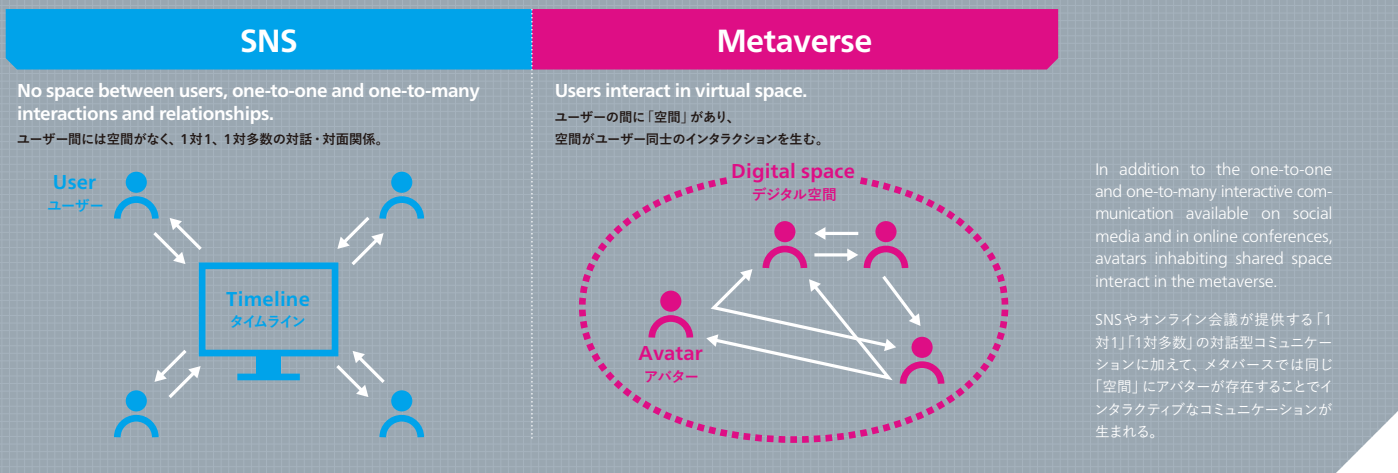 SNS
No space between users, one-to-one and one-to-many
interactions and relationships.
ユーザー間には空間がなく、1対1、1対多数の対話・対面関係。
User
ユーザー
Timeline
タイムライン
Metaverse
Users interact in virtual space.
ユーザーの間に「空間」があり、
空間がユーザー同士のインタラクションを生む。
Digital space
デジタル空間
Avatar
アバター
In addition to the one-to-one
and one-to-many interactive com-
munication available on social
media and in online conferences,
avatars inhabiting shared space
interact in the metaverse.
SNSやオンライン会議が提供する「1
対1」「1対多数」の対話型コミュニケー
ションに加えて、メタバースでは同じ
「空間」にアバターが存在することでイ
ンタラクティブなコミュニケーションが
生まれる。